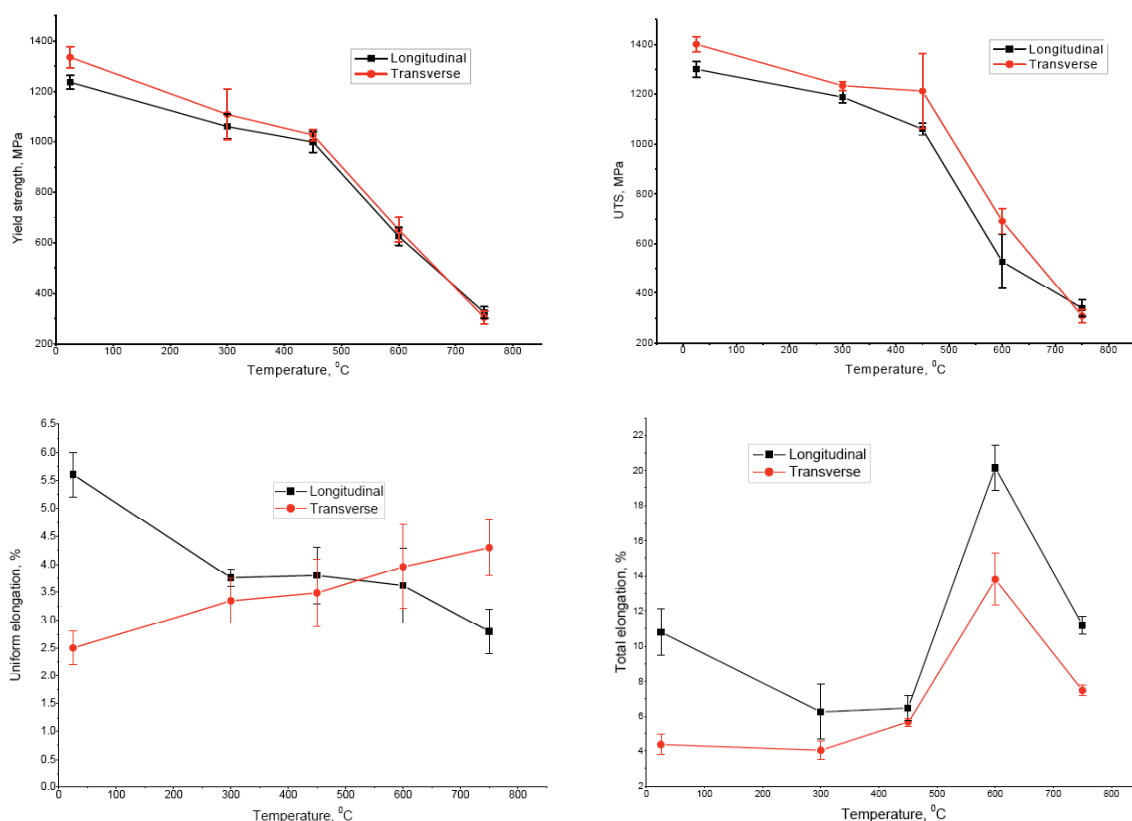 Yield strength, MPa
1400
1200
1000
800
600
400
200
0 100 200 300 400 500 600 700 800
Temperature, ⁰C
Longitudinal
Transverse
UTS, MPa
1400
1200
1000
800
600
400
200
0 100 200 300 400 500 600 700 800
Temperature, ⁰C
Longitudinal
Transverse
Uniform elongation, %
6.5
6.0
5.5
5.0
4.5
4.0
3.5
3.0
2.5
2.0
1.5
1.0
0.5
0.0
0 100 200 300 400 500 600 700 800
Temperature, ⁰C
Longitudinal
Transverse
Total elongation, %
22
20
18
16
14
12
10
8
6
4
2
0 100 200 300 400 500 600 700 800
Temperature, ⁰C
Longitudinal
Transverse